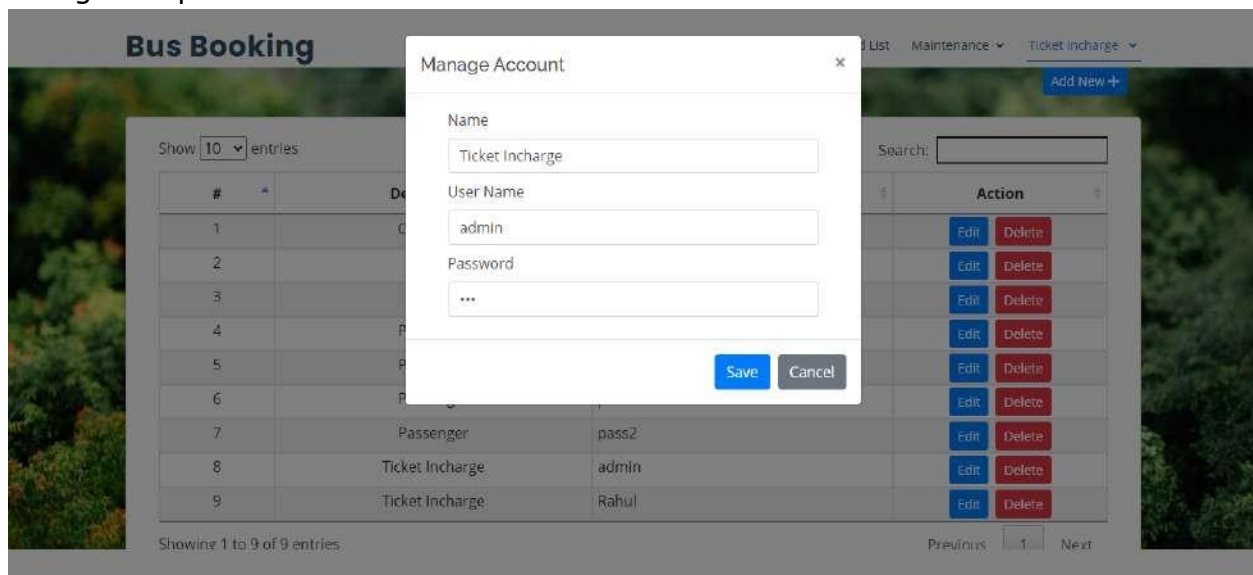 Bus Booking
List Maintenance Ticket Incharge
Add New +
Manage Account ×
Name
Ticket Incharge
User Name
admin
Password
•••
Save Cancel
Show 10 entries
Search:
# De Action
1 Edit Delete
2 Edit Delete
3 Edit Delete
4 P Edit Delete
5 P Edit Delete
6 P Edit Delete
7 Passenger pass2 Edit Delete
8 Ticket Incharge admin Edit Delete
9 Ticket Incharge Rahul Edit Delete
Showing 1 to 9 of 9 entries
Previous 1 Next